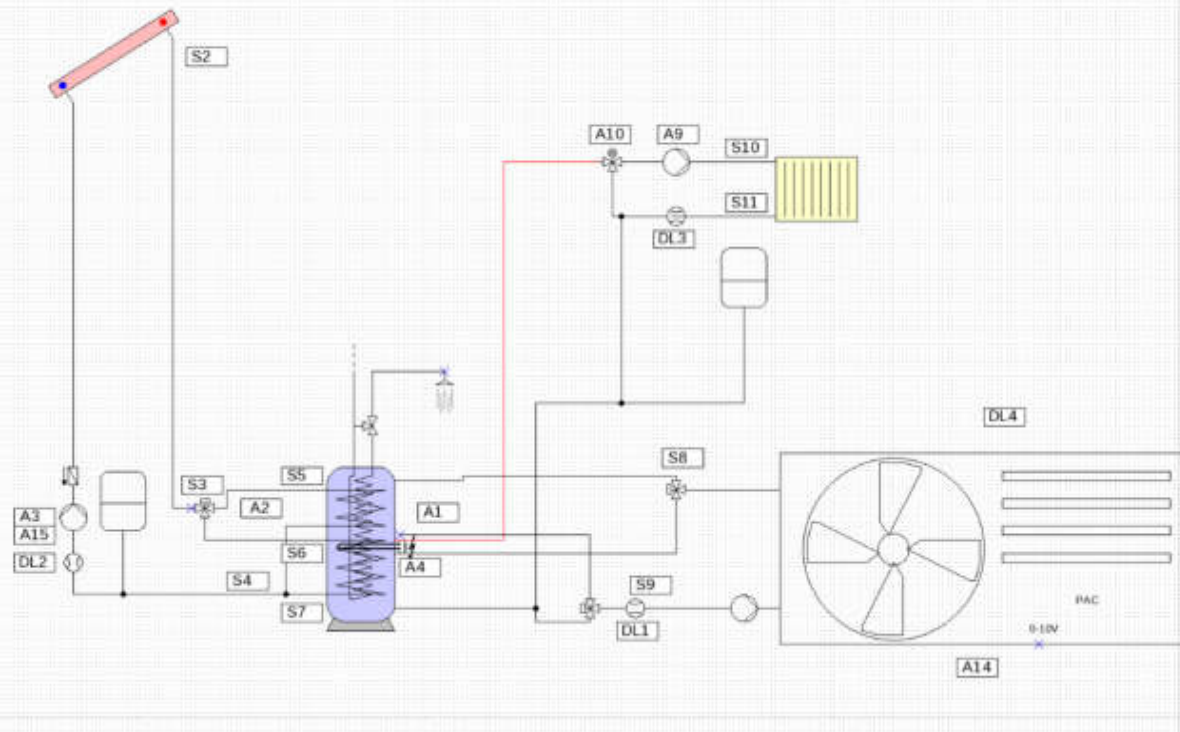 S2
A10
A9
S10
S11
DL3
DL4
S8
S3
S5
A2
A1
A3
A15
S6
A4
DL2
S4
S9
S7
DL1
PAC
0-10V
A14